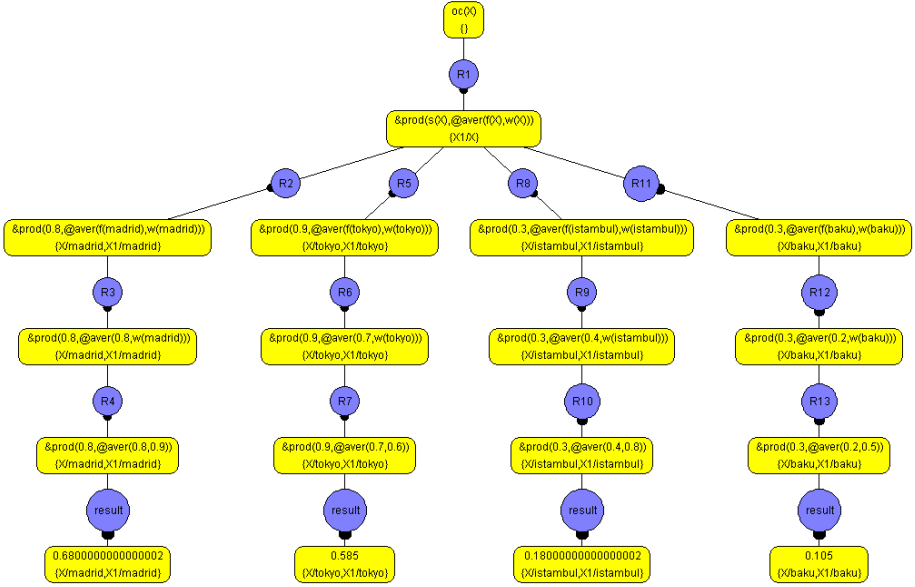 oc(X)
{}
R1
&prod(s(X),@aver(f(X),w(X)))
{X1/X}
R2 R5 R8 R11
&prod(0.8,@aver(f(madrid),w(madrid))) &prod(0.9,@aver(f(tokyo),w(tokyo))) &prod(0.3,@aver(f(istambul),w(istambul))) &prod(0.3,@aver(f(baku),w(baku)))
{X/madrid,X1/madrid} {X/tokyo,X1/tokyo} {X/istambul,X1/istambul} {X/baku,X1/baku}
R3 R6 R9 R12
&prod(0.8,@aver(0.8,w(madrid))) &prod(0.9,@aver(0.7,w(tokyo))) &prod(0.3,@aver(0.4,w(istambul))) &prod(0.3,@aver(0.2,w(baku)))
{X/madrid,X1/madrid} {X/tokyo,X1/tokyo} {X/istambul,X1/istambul} {X/baku,X1/baku}
R4 R7 R10 R13
&prod(0.8,@aver(0.8,0.9)) &prod(0.9,@aver(0.7,0.6)) &prod(0.3,@aver(0.4,0.8)) &prod(0.3,@aver(0.2,0.5))
{X/madrid,X1/madrid} {X/tokyo,X1/tokyo} {X/istambul,X1/istambul} {X/baku,X1/baku}
result result result result
0.6800000000000002 0.585 0.18000000000000002 0.105
{X/madrid,X1/madrid} {X/tokyo,X1/tokyo} {X/istambul,X1/istambul} {X/baku,X1/baku}